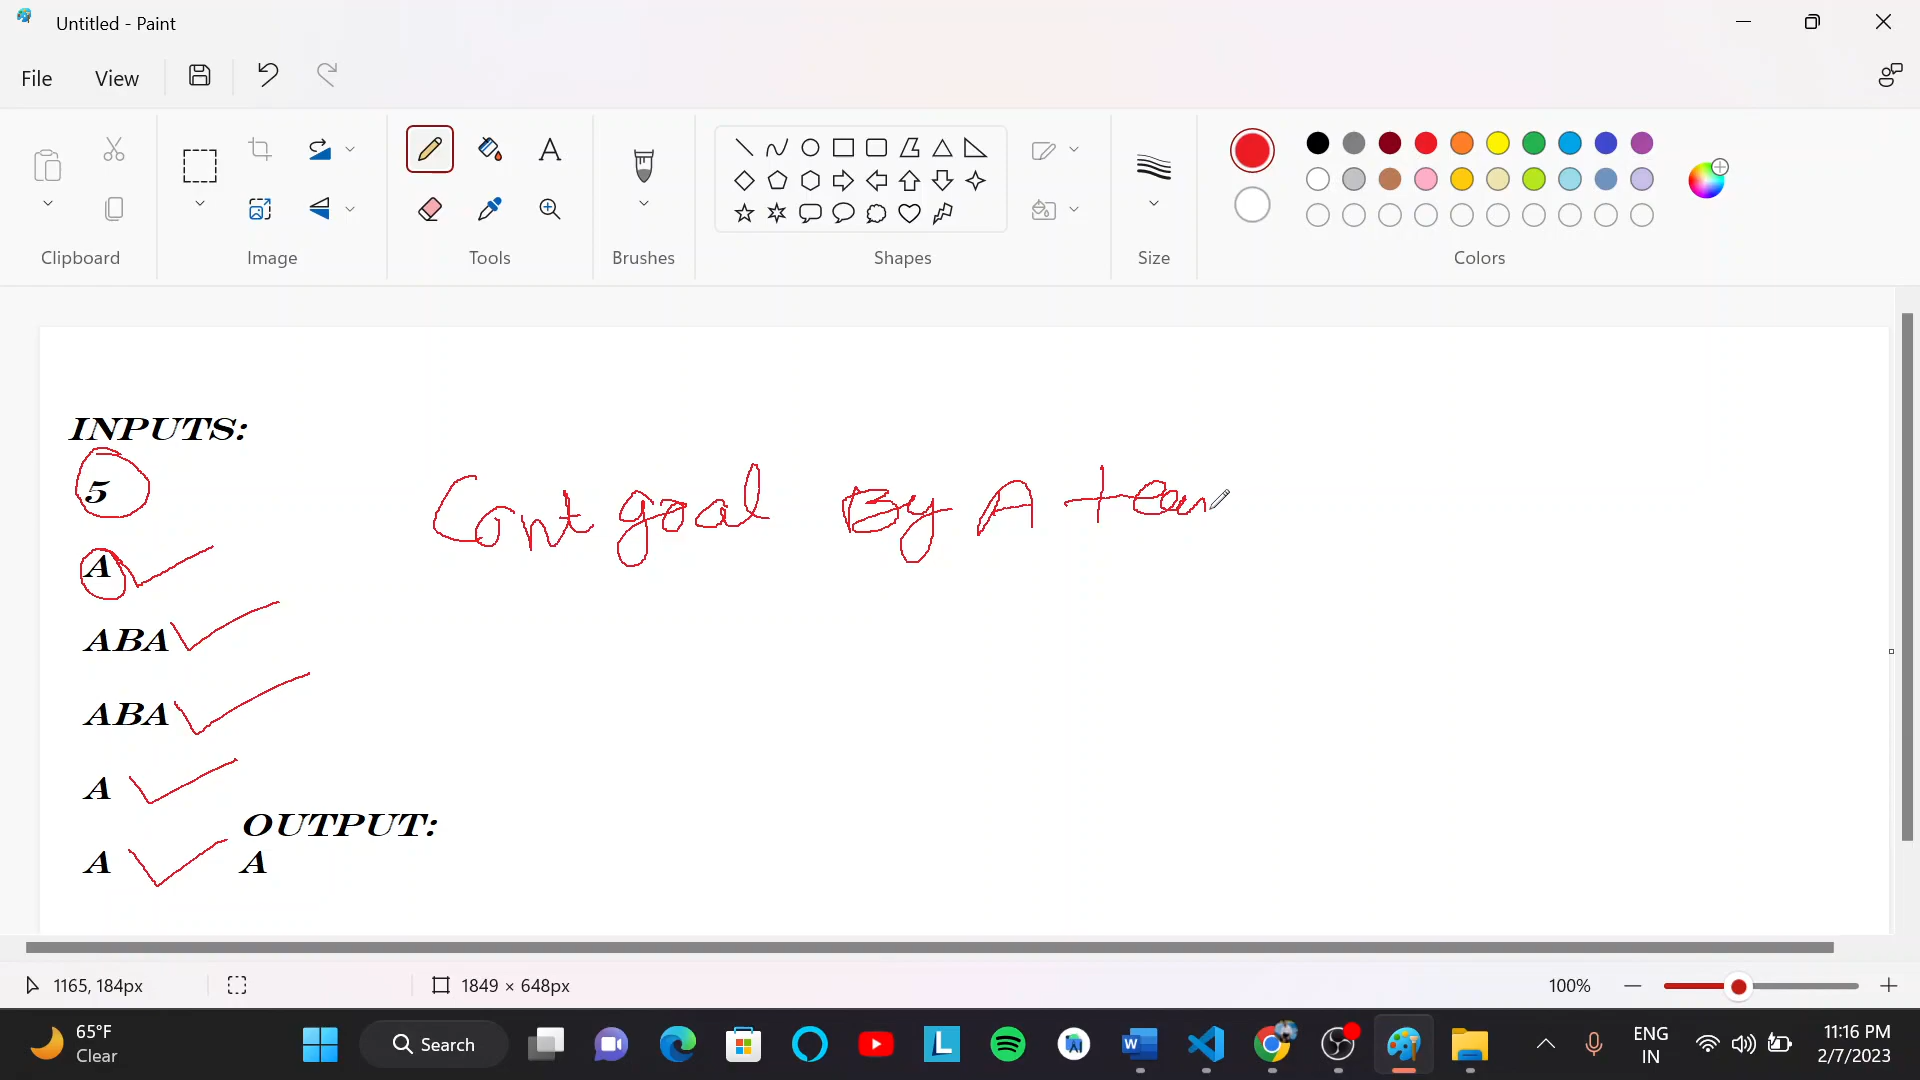 Untitled - Paint
File View
Clipboard Image Tools Brushes Shapes Size Colors
INPUTS:
5
Cont goal By A team
A
ABA
ABA
A
OUTPUT:
A A
1165, 184px 1849 × 648px 100%
65°F
Clear
Search
ENG
IN
11:16 PM
2/7/2023